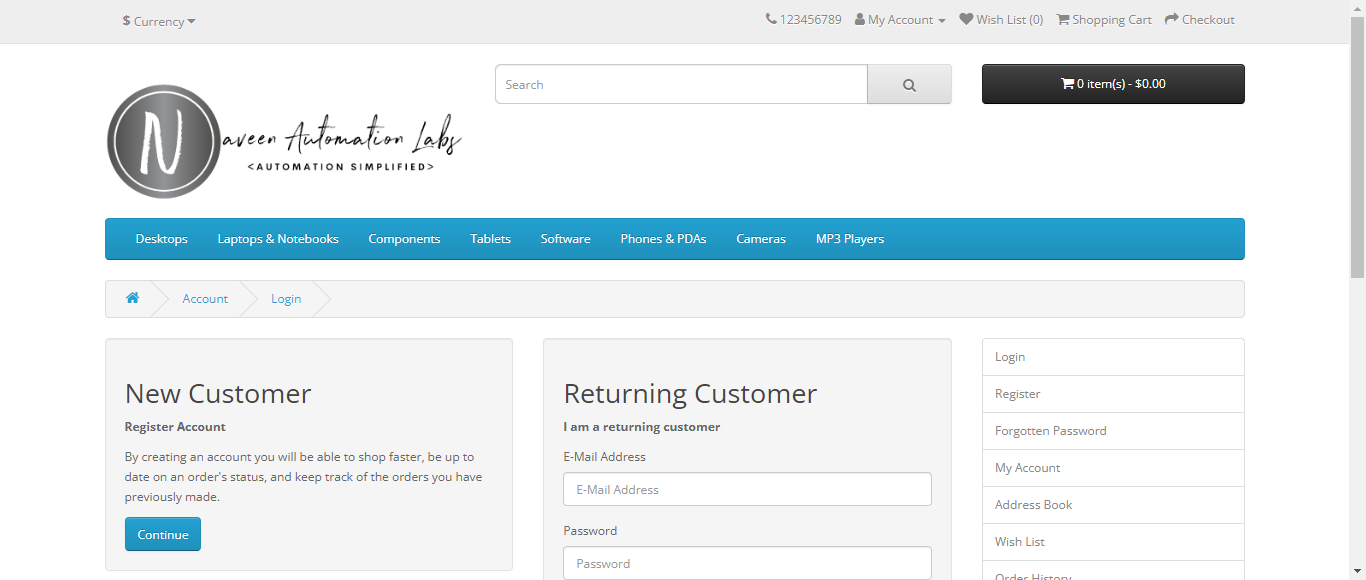 $ Currency
123456789 My Account Wish List (0) Shopping Cart Checkout
Search
0 item(s) - $0.00
N
aveen Automation Labs
<AUTOMATION SIMPLIFIED>
Desktops Laptops & Notebooks Components Tablets Software Phones & PDAs Cameras MP3 Players
Account Login
New Customer
Register Account
By creating an account you will be able to shop faster, be up to
date on an order's status, and keep track of the orders you have
previously made.
Continue
Returning Customer
I am a returning customer
E-Mail Address
E-Mail Address
Password
Password
Login
Register
Forgotten Password
My Account
Address Book
Wish List
Order History